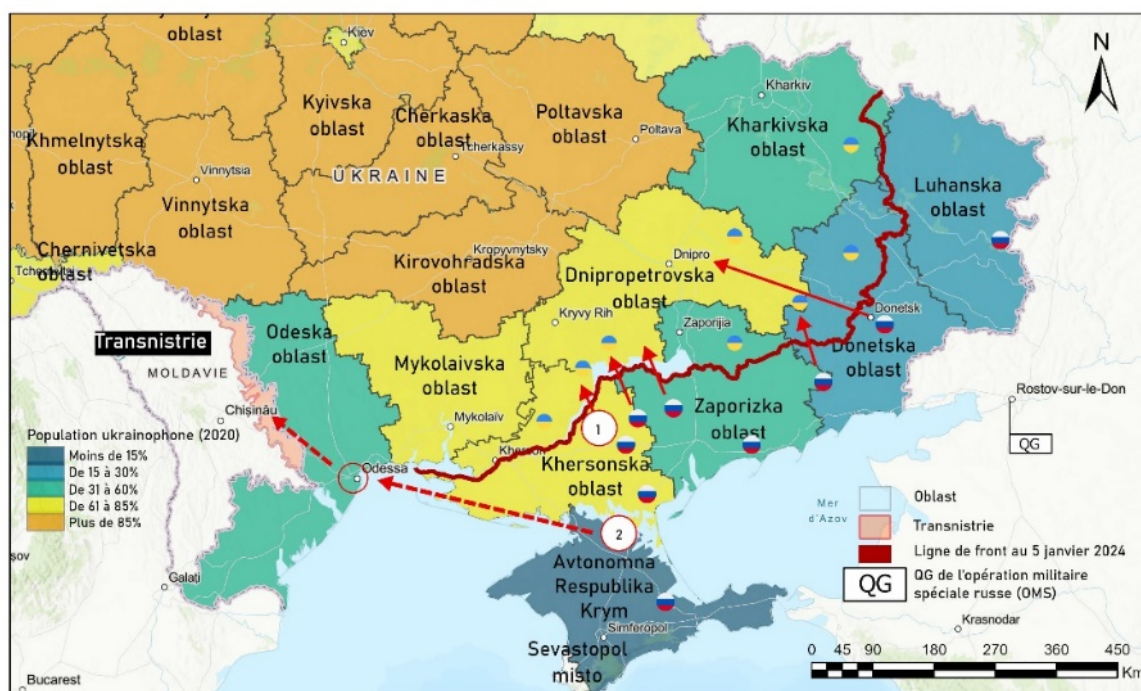 oblast
Kiev
N
Kyivska
oblast
Cherkaska
oblast
Poltavska
oblast
Poltava
Kharkiv
Kharkivska
oblast
Khmelnytska
oblast
Vinnytsia
Vinnytska
oblast
Tcherkassy
UKRAINE
Luhanska
oblast
Chernivetska
oblast
Kropyvnytsky
Kirovohradska
oblast
Dnipro
Dnipropetrovska
oblast
Transnistrie
MOLDAVIE
Odeska
oblast
Kryvy Rih
Zaporijia
Donetsk
Donetska
oblast
Mykolaivska
oblast
Chișinău
Mykolaïv
Zaporizka
oblast
Rostov-sur-le-Don
QG
Population ukrainophone (2020)
Moins de 15%
De 15 à 30%
De 31 à 60%
De 61 à 85%
Plus de 85%
Odessa
Kherson
1
Khersonska
oblast
2
Mer
d'Azov
Oblast
Transnistrie
Ligne de front au 5 janvier 2024
QG
QG de l'opération militaire
spéciale russe (OMS)
Galați
Avtonomna
Respublika
Krym
Simferopol
Sevastopol
misto
Krasnodar
Bucarest
0 45 90 180 270 360 450
Km